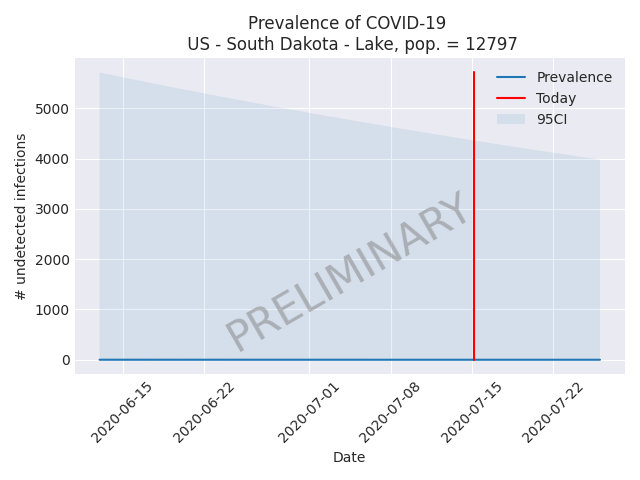 Prevalence of COVID-19
US - South Dakota - Lake, pop. = 12797
Prevalence
Today
95CI
# undetected infections
5000
4000
3000
2000
1000
0
PRELIMINARY
2020-06-15
2020-06-22
2020-07-01
2020-07-08
2020-07-15
2020-07-22
Date